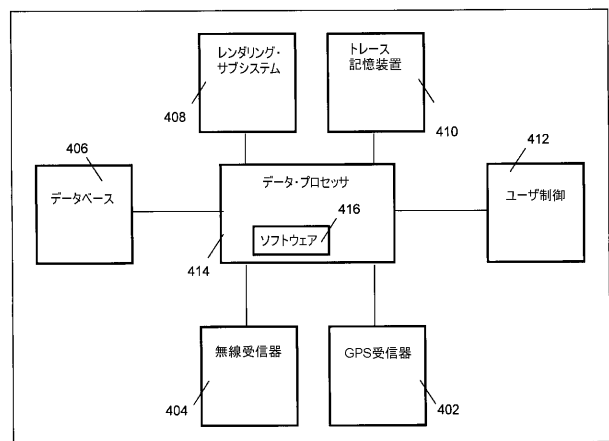 レンダリング・
サブシステム
408
トレース
記憶装置
410
406
データベース
データ・プロセッサ
ソフトウェア
416
414
412
ユーザ制御
無線受信器
404
GPS受信器
402